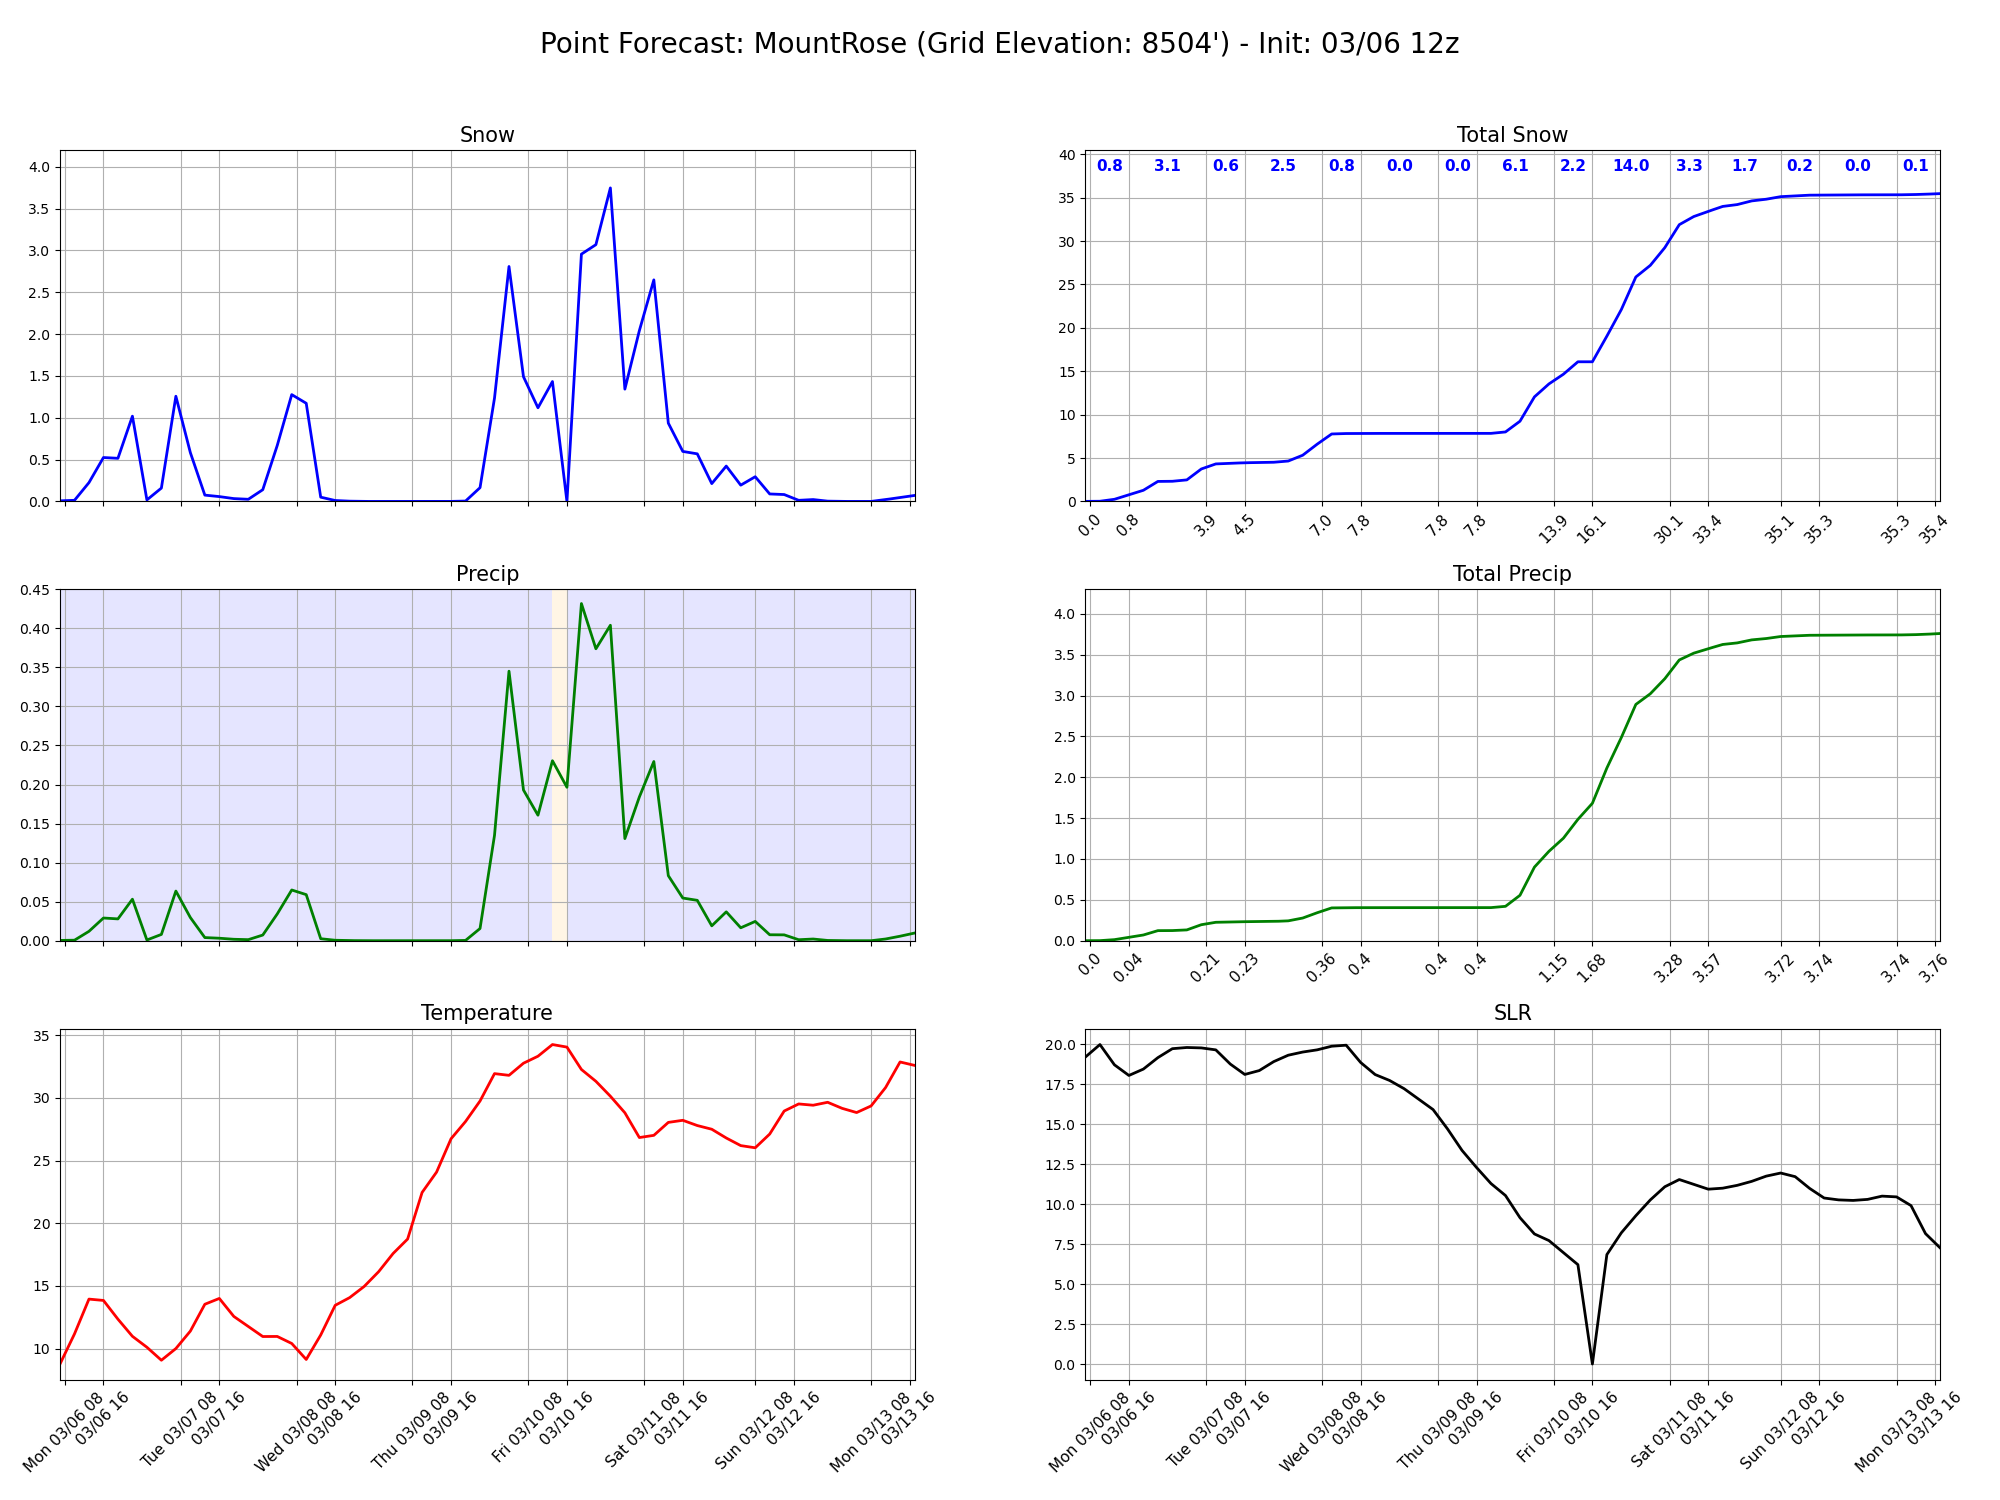 Point Forecast: MountRose (Grid Elevation: 8504') - Init: 03/06 12z
Snow
4.0
3.5
3.0
2.5
2.0
1.5
1.0
0.5
0.0
Total Snow
0.8 3.1 0.6 2.5 0.8 0.0 0.0 6.1 2.2 14.0 3.3 1.7 0.2 0.0 0.1
40
35
30
25
20
15
10
5
0
0.0 0.8 3.9 4.5 7.0 7.8 7.8 7.8 13.9 16.1 30.1 33.4 35.1 35.3 35.3 35.4
Precip
0.45
0.40
0.35
0.30
0.25
0.20
0.15
0.10
0.05
0.00
Total Precip
4.0
3.5
3.0
2.5
2.0
1.5
1.0
0.5
0.0
0.0 0.04 0.21 0.23 0.36 0.4 0.4 0.4 1.15 1.68 3.28 3.57 3.72 3.74 3.74 3.76
Temperature
35
30
25
20
15
10
Mon 03/06 08
03/06 16
Tue 03/07 08
03/07 16
Wed 03/08 08
03/08 16
Thu 03/09 08
03/09 16
Fri 03/10 08
03/10 16
Sat 03/11 08
03/11 16
Sun 03/12 08
03/12 16
Mon 03/13 08
03/13 16
SLR
20.0
17.5
15.0
12.5
10.0
7.5
5.0
2.5
0.0
Mon 03/06 08
03/06 16
Tue 03/07 08
03/07 16
Wed 03/08 08
03/08 16
Thu 03/09 08
03/09 16
Fri 03/10 08
03/10 16
Sat 03/11 08
03/11 16
Sun 03/12 08
03/12 16
Mon 03/13 08
03/13 16